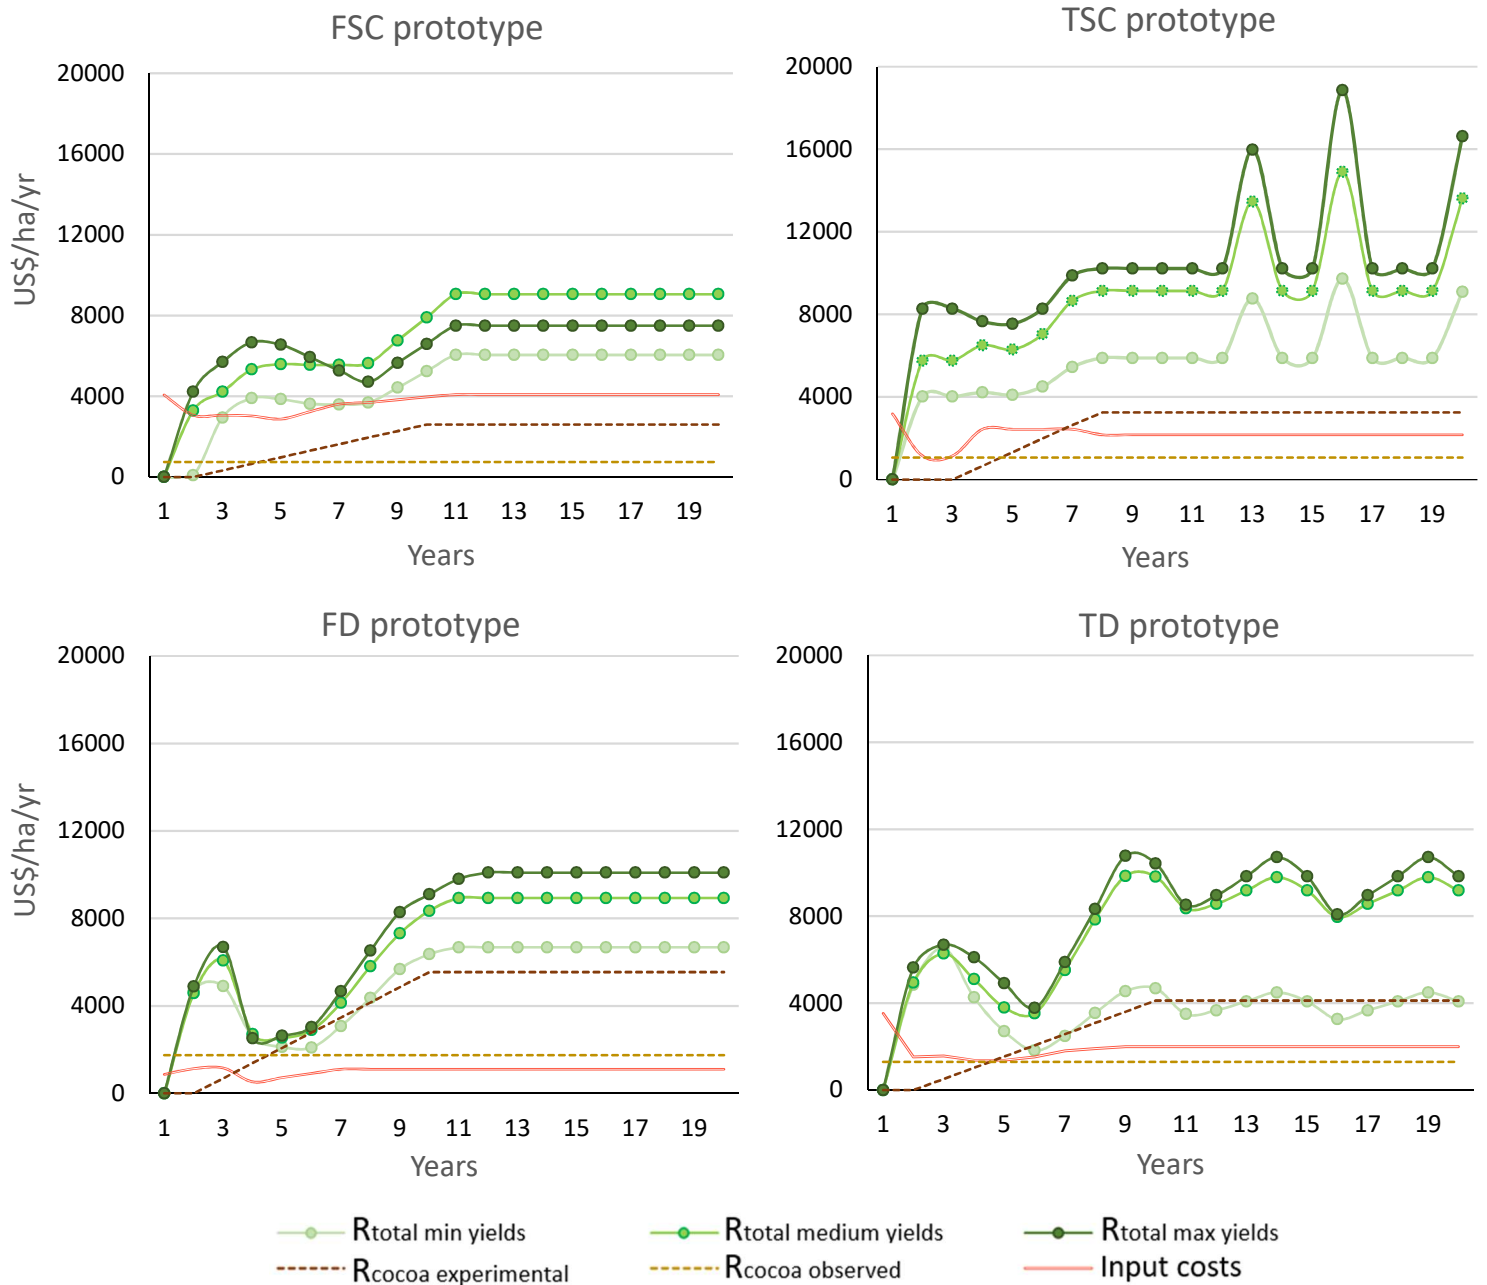 FSC prototype
TSC prototype
US$/ha/yr
20000
16000
12000
8000
4000
0
1 3 5 7 9 11 13 15 17 19
Years
20000
16000
12000
8000
4000
0
1 3 5 7 9 11 13 15 17 19
Years
FD prototype
TD prototype
US$/ha/yr
20000
16000
12000
8000
4000
0
1 3 5 7 9 11 13 15 17 19
Years
20000
16000
12000
8000
4000
0
1 3 5 7 9 11 13 15 17 19
Years
Rtotal min yields Rtotal medium yields Rtotal max yields
Rcocoa experimental Rcocoa observed Input costs